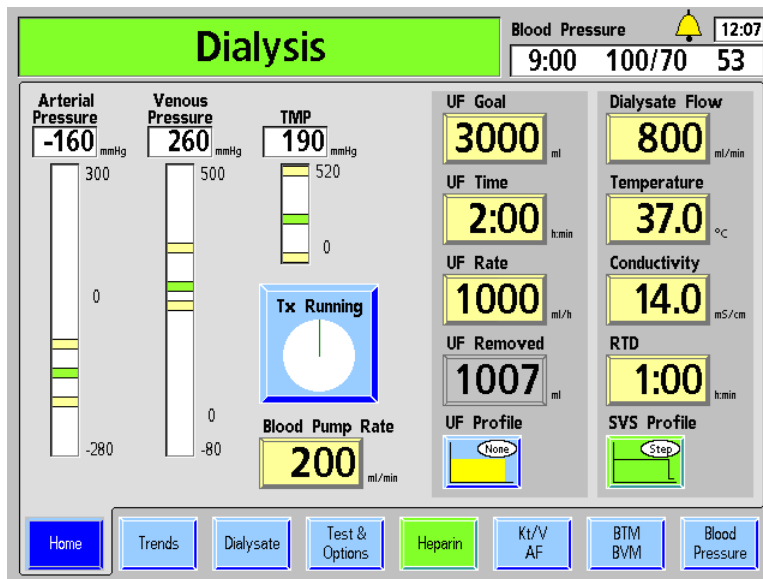 Dialysis
Blood Pressure
12:07
9:00 100/70 53
Arterial
Pressure
-160 mmHg
300
0
-280
Venous
Pressure
260 mmHg
500
0
-80
TMP
190 mmHg
520
0
Tx Running
Blood Pump Rate
200 ml/min
UF Goal
3000 ml
UF Time
2:00 h:min
UF Rate
1000 ml/h
UF Removed
1007 ml
UF Profile
None
Dialysate Flow
800 ml/min
Temperature
37.0 °C
Conductivity
14.0 mS/cm
RTD
1:00 h:min
SVS Profile
Step
Home
Trends
Dialysate
Test &
Options
Heparin
Kt/V
AF
BTM
BVM
Blood
Pressure